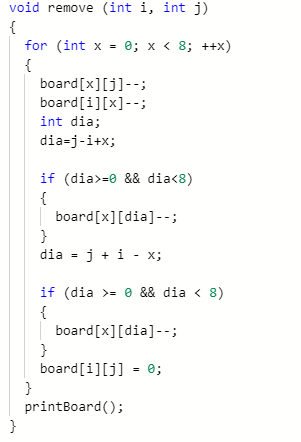 void remove (int i, int j)
{
for (int x = 0; x < 8; ++x)
{
board[x][j]--;
board[i][x]--;
int dia;
dia=j-i+x;
if (dia>=0 && dia<8)
{
board[x][dia]--;
}
dia = j + i - x;
if (dia >= 0 && dia < 8)
{
board[x][dia]--;
}
board[i][j] = 0;
}
printBoard();
}